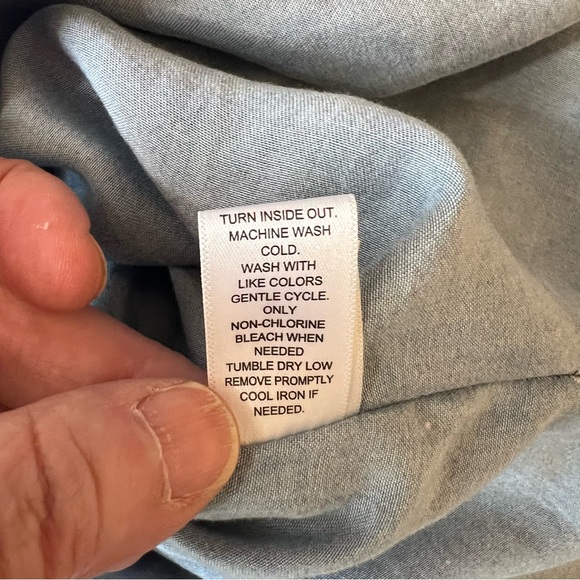 TURN INSIDE OUT.
MACHINE WASH
COLD.
WASH WITH
LIKE COLORS
GENTLE CYCLE.
ONLY
NON-CHLORINE
BLEACH WHEN
NEEDED
TUMBLE DRY LOW
REMOVE PROMPTLY
COOL IRON IF
NEEDED.